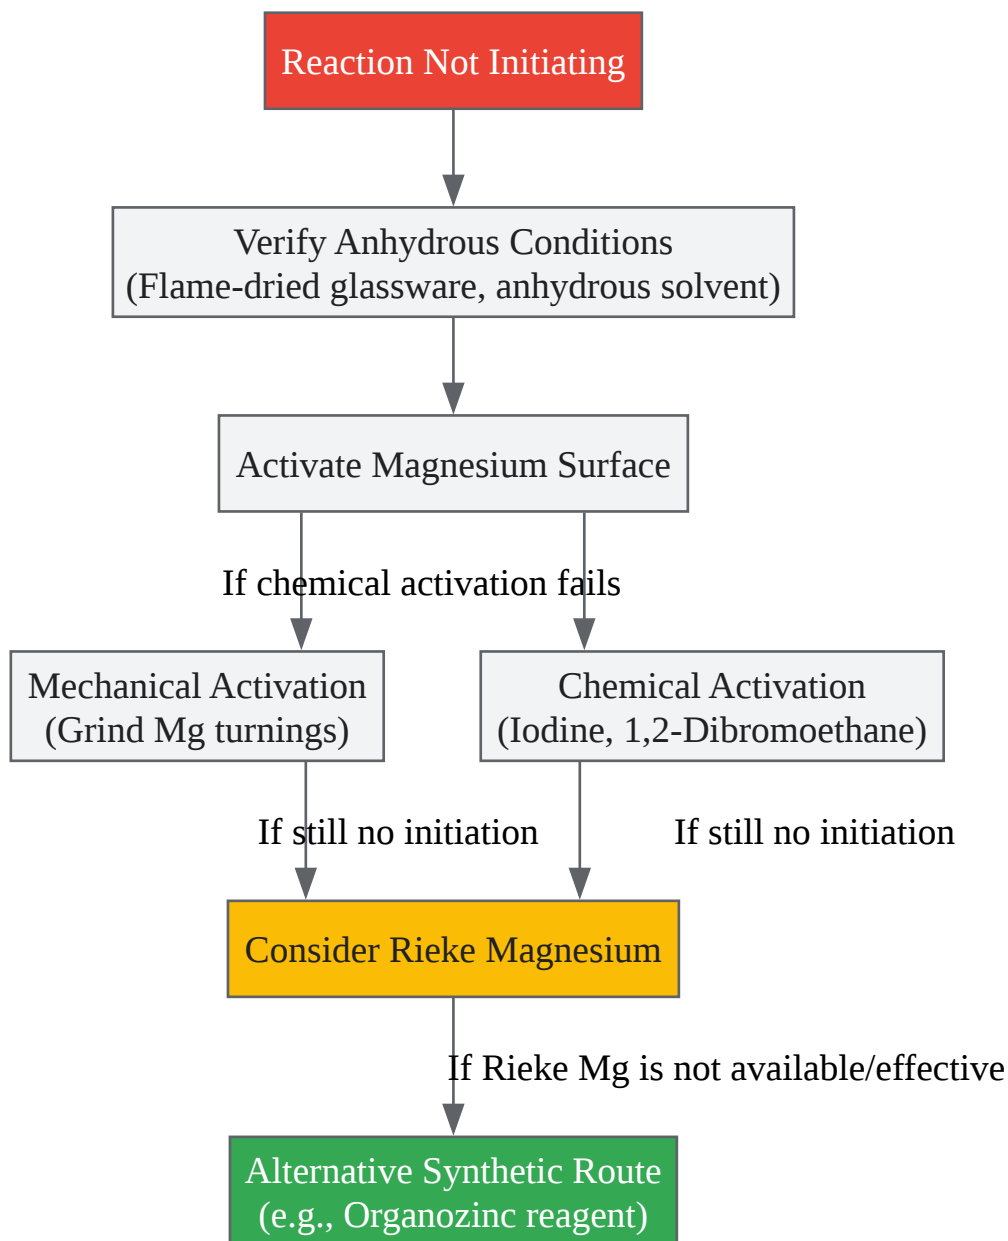 Reaction Not Initiating
Verify Anhydrous Conditions
(Flame-dried glassware, anhydrous solvent)
Activate Magnesium Surface
If chemical activation fails
Mechanical Activation
(Grind Mg turnings)
Chemical Activation
(Iodine, 1,2-Dibromoethane)
If still no initiation
If still no initiation
Consider Rieke Magnesium
If Rieke Mg is not available/effective
Alternative Synthetic Route
(e.g., Organozinc reagent)